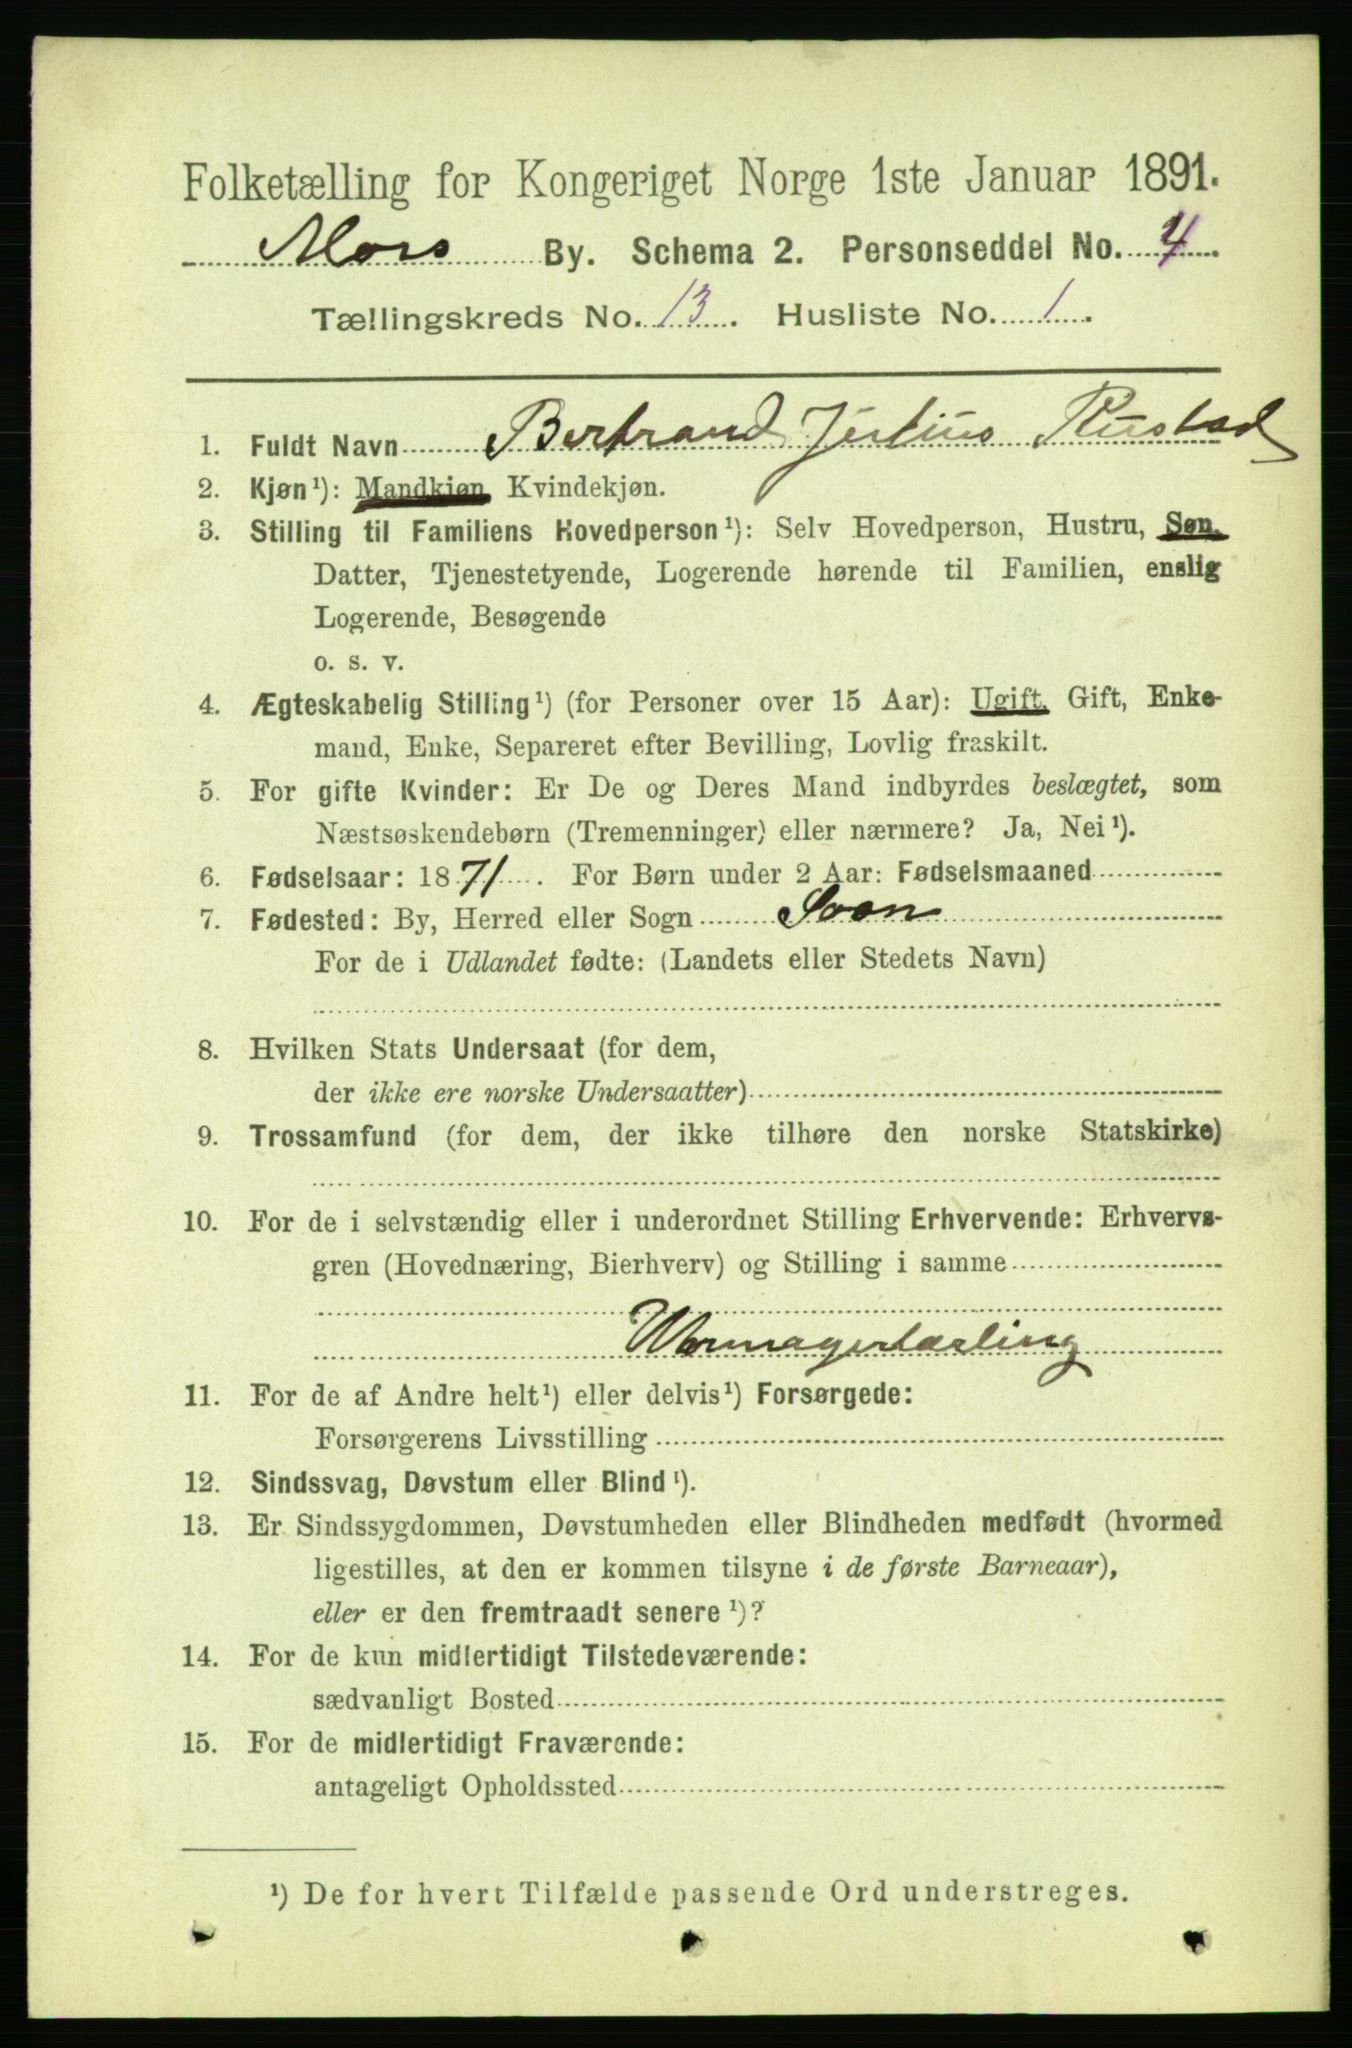 Folketælling for Kongeriget Norge 1ste Januar 1891.
Moss By. Schema 2. Personseddel No. 4.
Tællingskreds No. 13. Husliste No. 1.
1. Fuldt Navn Bertrand Julius Rustad
2. Kjøn¹): Mandkjøn, Kvindekjøn.
3. Stilling til Familiens Hovedperson¹): Selv Hovedperson, Hustru, Søn,
Datter, Tjenestetyende, Logerende hørende til Familien, enslig
Logerende, Besøgende
o. s. v.
4. Ægteskabelig Stilling¹) (for Personer over 15 Aar): Ugift, Gift, Enke-
mand, Enke, Separeret efter Bevilling, Lovlig fraskilt.
5. For gifte Kvinder: Er De og Deres Mand indbyrdes beslægtet, som
Næstsøskendebørn (Tremenninger) eller nærmere? Ja, Nei¹).
6. Fødselsaar: 1871. For Børn under 2 Aar: Fødselsmaaned
7. Fødested: By, Herred eller Sogn Soon
For de i Udlandet fødte: (Landets eller Stedets Navn)
8. Hvilken Stats Undersaat (for dem,
der ikke ere norske Undersaatter)
9. Trossamfund (for dem, der ikke tilhøre den norske Statskirke)
10. For de i selvstændig eller i underordnet Stilling Erhvervende: Erhvervs-
gren (Hovednæring, Bierhverv) og Stilling i samme
Urmagerlærling
11. For de af Andre helt¹) eller delvis¹) Forsørgede:
Forsørgerens Livsstilling
12. Sindssvag, Døvstum eller Blind¹).
13. Er Sindssygdommen, Døvstumheden eller Blindheden medfødt (hvormed
ligestilles, at den er kommen tilsyne i de første Barneaar),
eller er den fremtraadt senere¹)?
14. For de kun midlertidigt Tilstedeværende:
sædvanligt Bosted
15. For de midlertidigt Fraværende:
antageligt Opholdssted
¹) De for hvert Tilfælde passende Ord understreges.